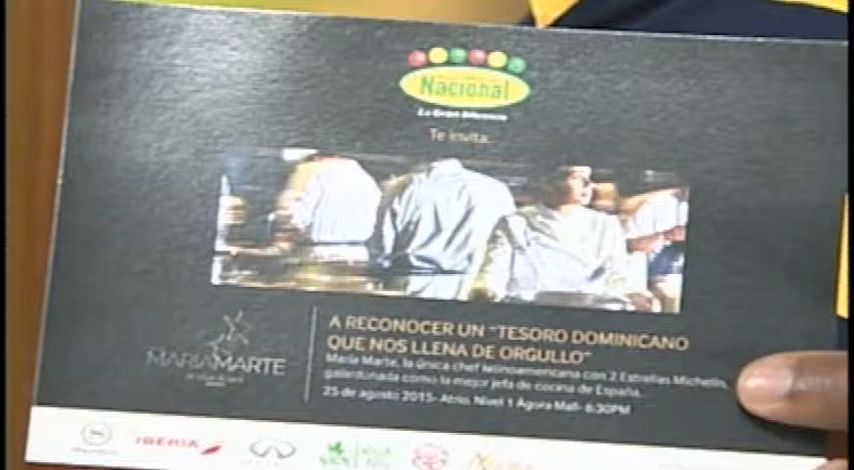 Nacional
La Gran Diferencia
Te invita:
A RECONOCER UN "TESORO DOMINICANO
QUE NOS LLENA DE ORGULLO"
María Marte, la única chef latinoamericana con 2 Estrellas Michelin,
galardonada como la mejor jefa de cocina de España.
25 de agosto 2015- Atrio, Nivel 1 Ágora Mall- 6:30PM
MARIAMARTE
IBERIA